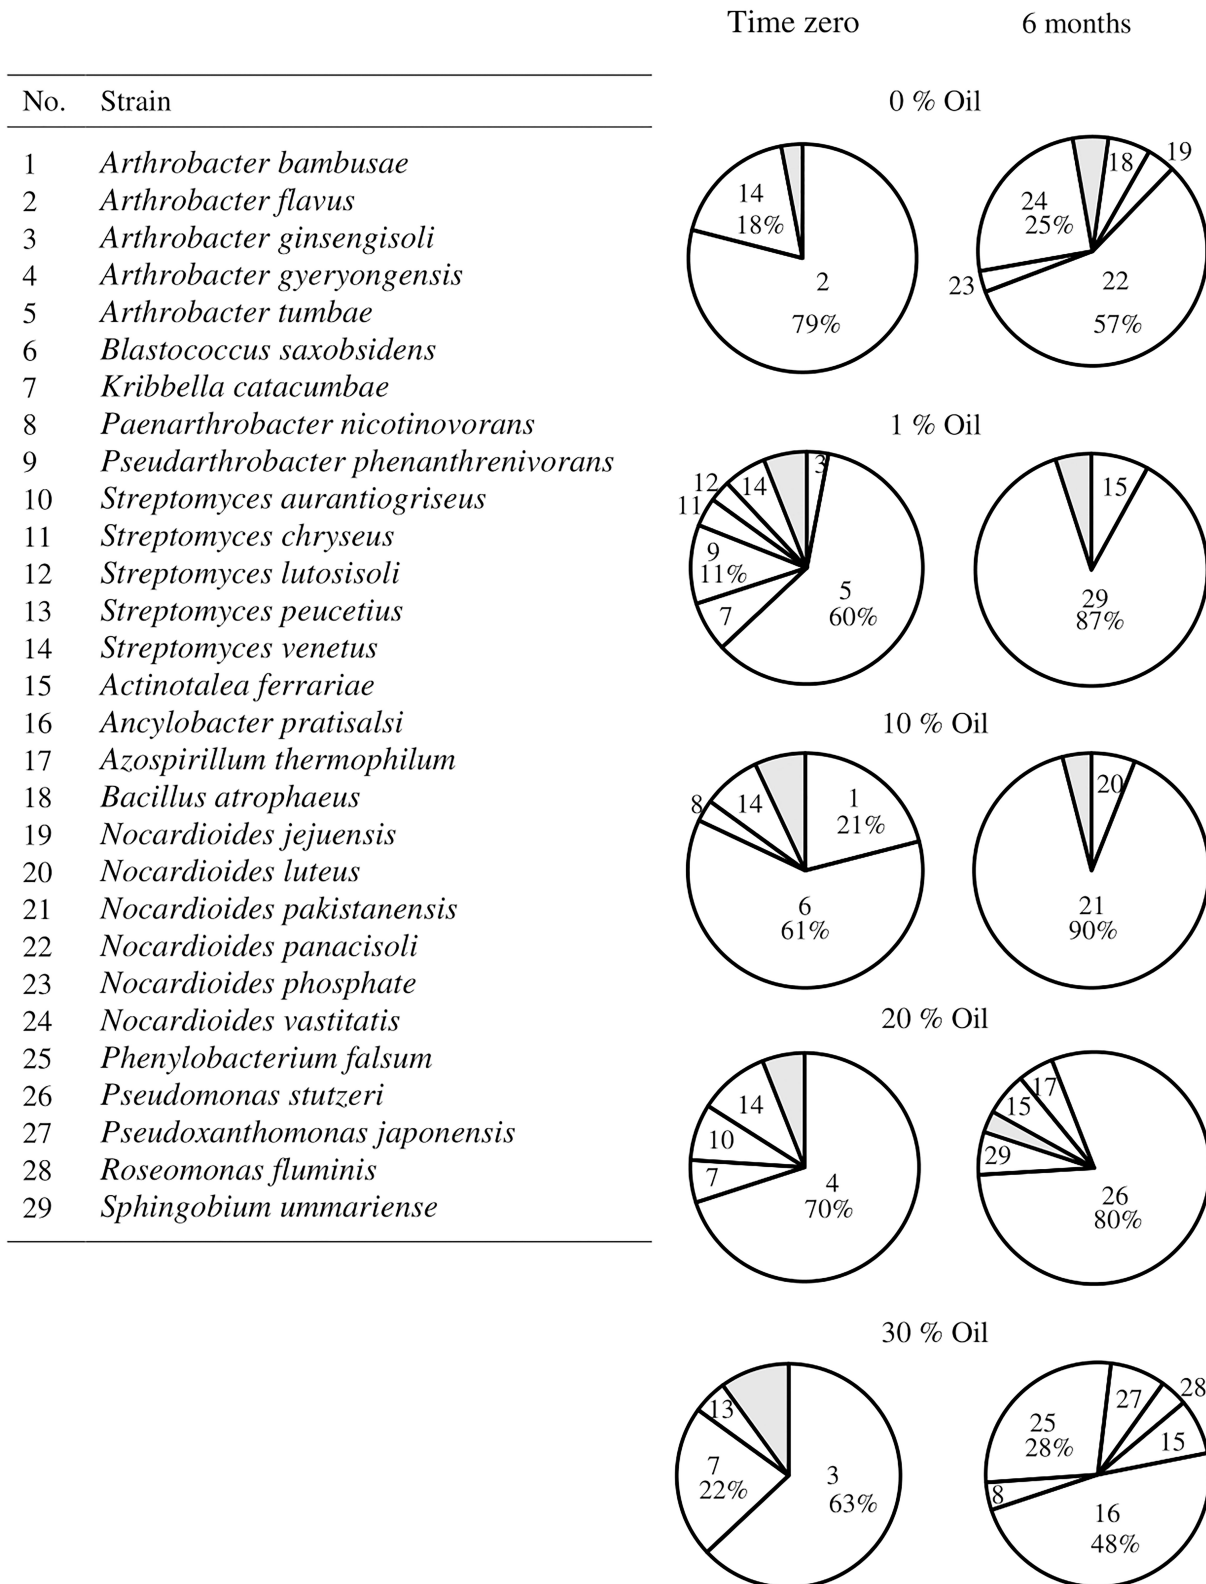 Time zero 6 months
No. Strain
1 Arthrobacter bambusae
2 Arthrobacter flavus
3 Arthrobacter ginsengisoli
4 Arthrobacter gyeryongensis
5 Arthrobacter tumbae
6 Blastococcus saxobsidens
7 Kribbella catacumbae
8 Paenarthrobacter nicotinovorans
9 Pseudarthrobacter phenanthrenivorans
10 Streptomyces aurantiogriseus
11 Streptomyces chryseus
12 Streptomyces lutosisoli
13 Streptomyces peucetius
14 Streptomyces venetus
15 Actinotalea ferrariae
16 Ancylobacter pratisalsi
17 Azospirillum thermophilum
18 Bacillus atrophaeus
19 Nocardioides jejuensis
20 Nocardioides luteus
21 Nocardioides pakistanensis
22 Nocardioides panacisoli
23 Nocardioides phosphate
24 Nocardioides vastitatis
25 Phenylobacterium falsum
26 Pseudomonas stutzeri
27 Pseudoxanthomonas japonensis
28 Roseomonas fluminis
29 Sphingobium ummariense
0 % Oil
14
18%
2
79%
18
19
24
25%
23
22
57%
1 % Oil
3
12
14
11
9
11%
7
5
60%
15
29
87%
10 % Oil
8
14
1
21%
6
61%
20
21
90%
20 % Oil
14
10
7
4
70%
17
15
29
26
80%
30 % Oil
13
7
22%
3
63%
27
28
25
28%
15
8
16
48%